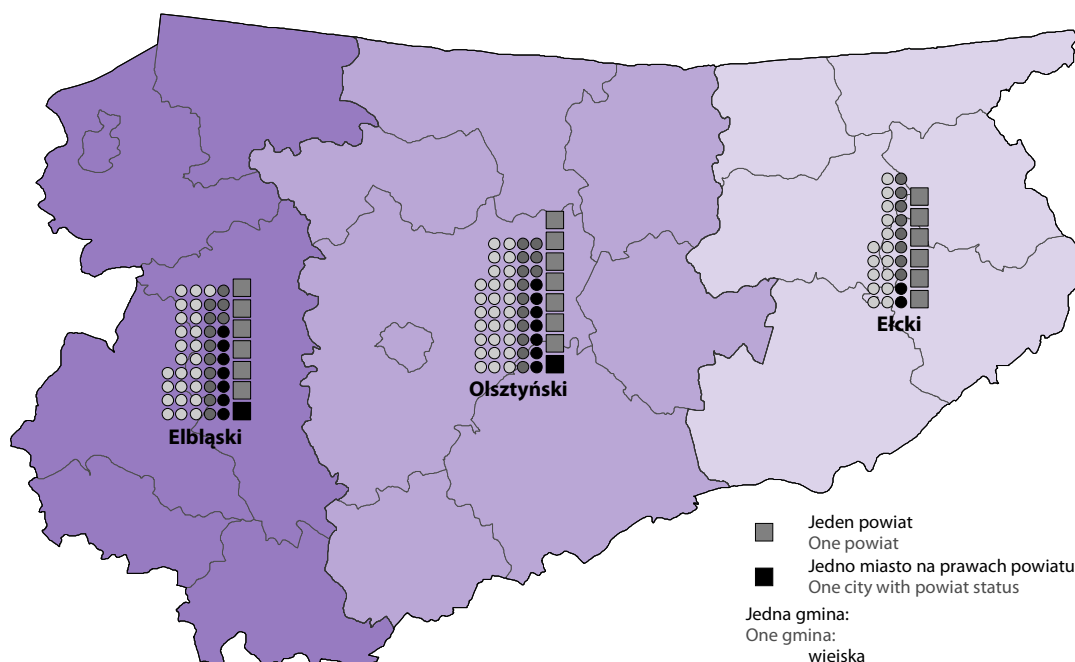 Ełcki
Olsztyński
Elbląski
Jeden powiat
One powiat
Jedno miasto na prawach powiatu
One city with powiat status
Jedna gmina:
One gmina:
wiejska